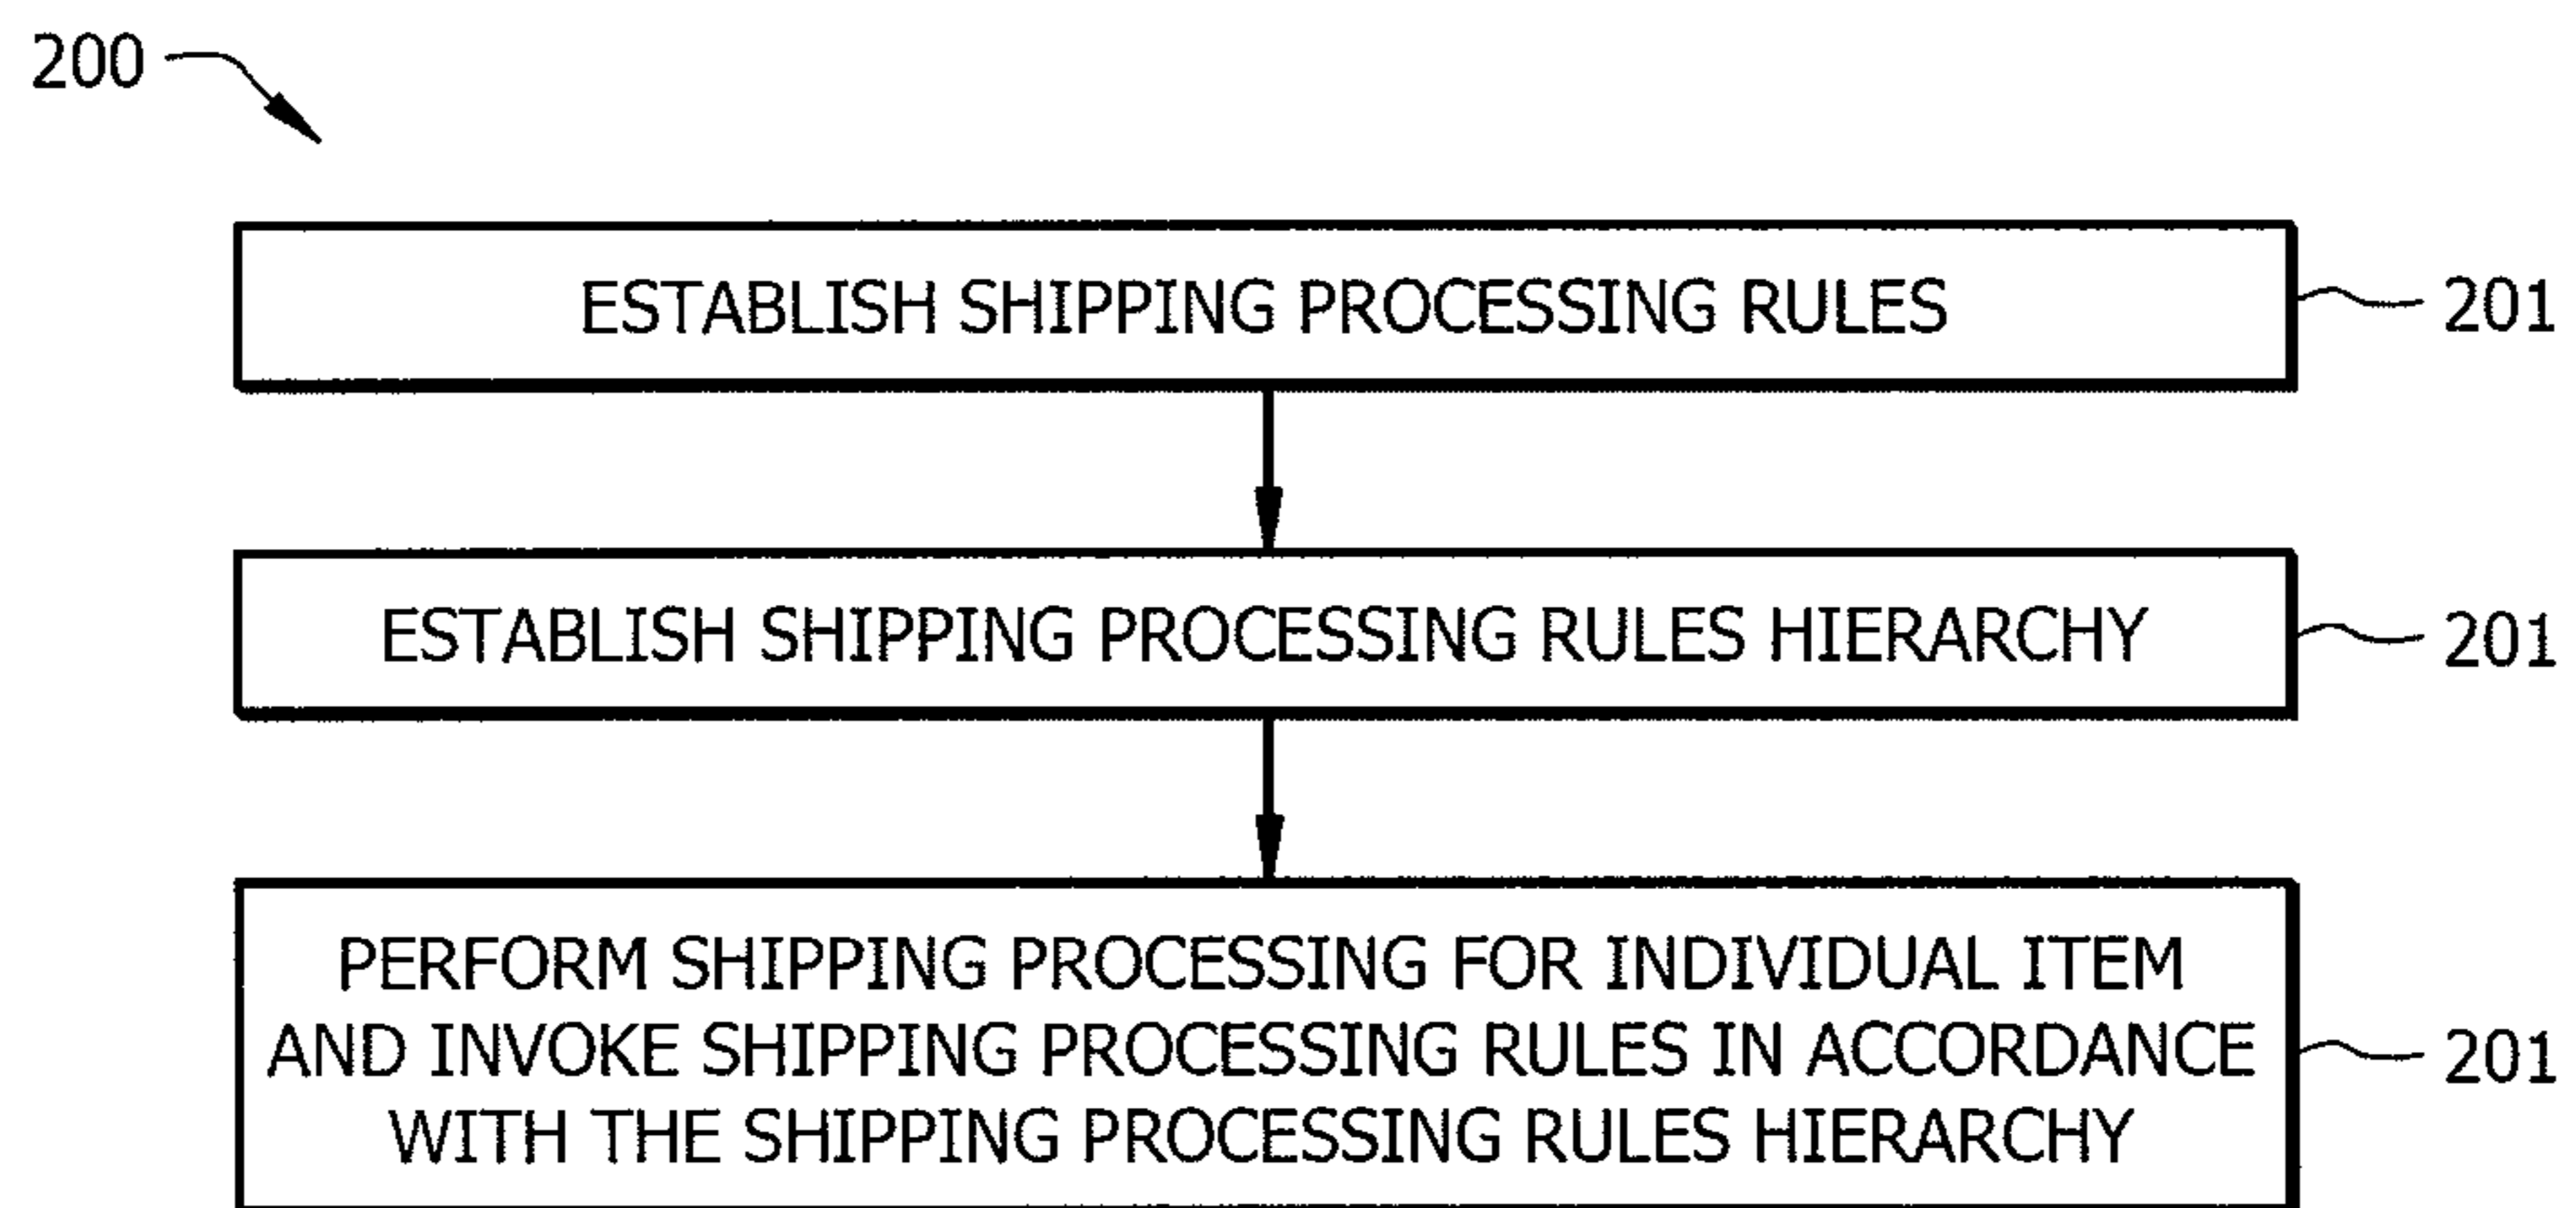 200
ESTABLISH SHIPPING PROCESSING RULES
201
ESTABLISH SHIPPING PROCESSING RULES HIERARCHY
201
PERFORM SHIPPING PROCESSING FOR INDIVIDUAL ITEM
AND INVOKE SHIPPING PROCESSING RULES IN ACCORDANCE
201
WITH THE SHIPPING PROCESSING RULES HIERARCHY